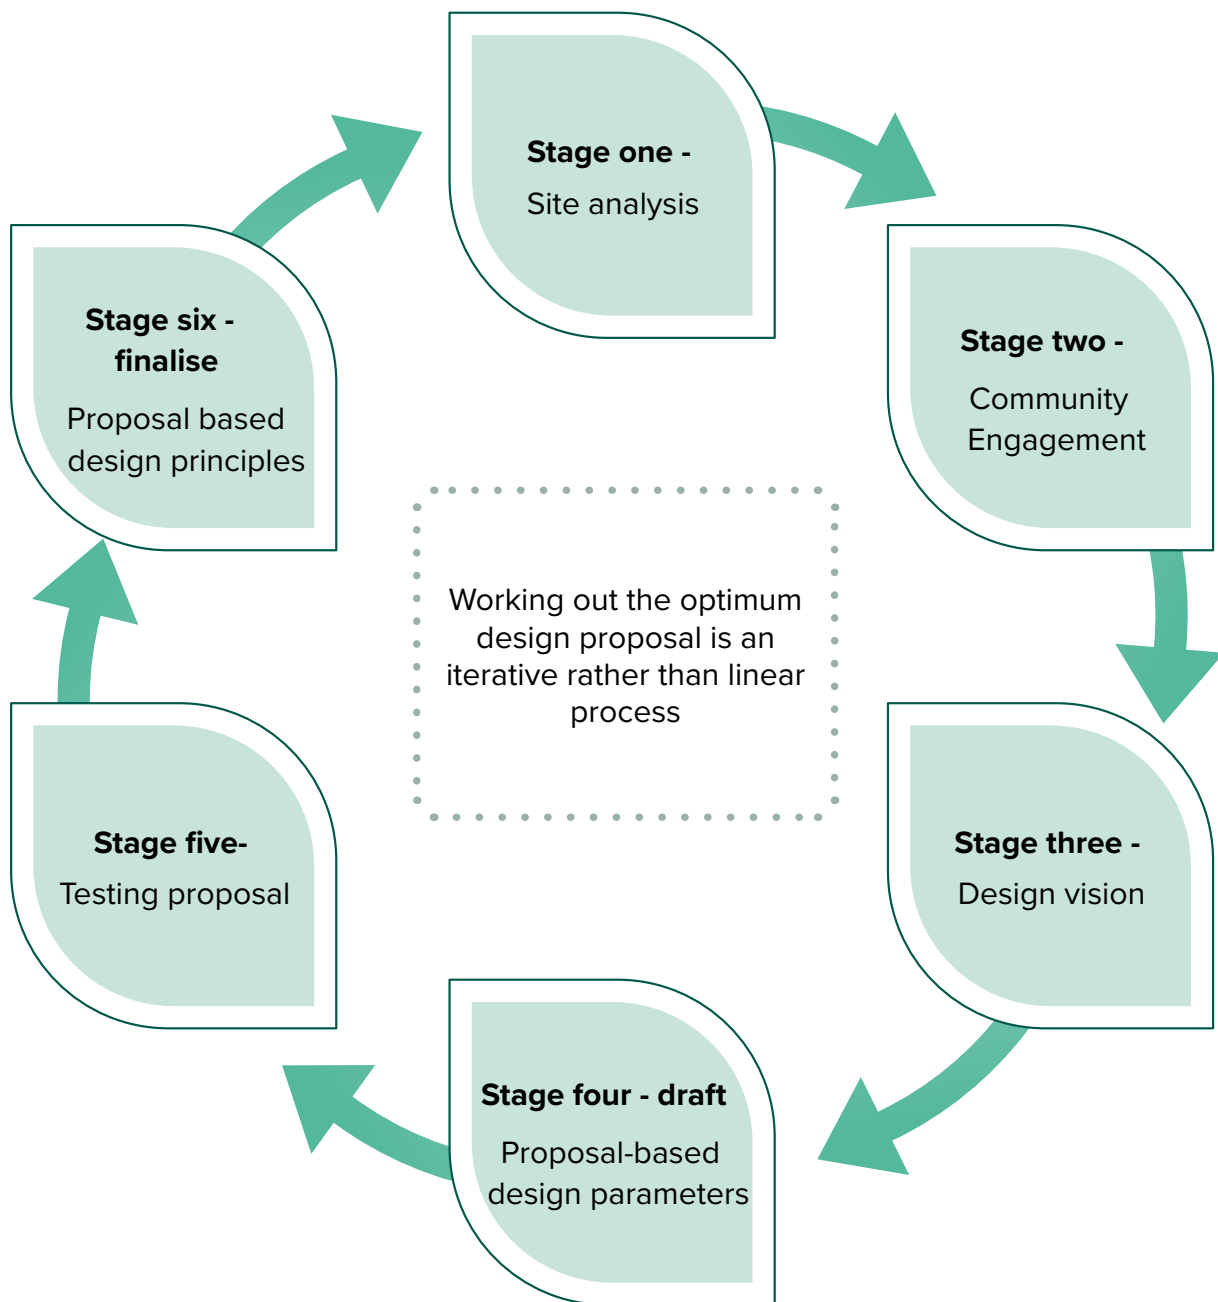 Stage one -
Site analysis
Stage two -
Community
Engagement
Stage three -
Design vision
Stage four - draft
Proposal-based
design parameters
Stage five-
Testing proposal
Stage six -
finalise
Proposal based
design principles
Working out the optimum
design proposal is an
iterative rather than linear
process